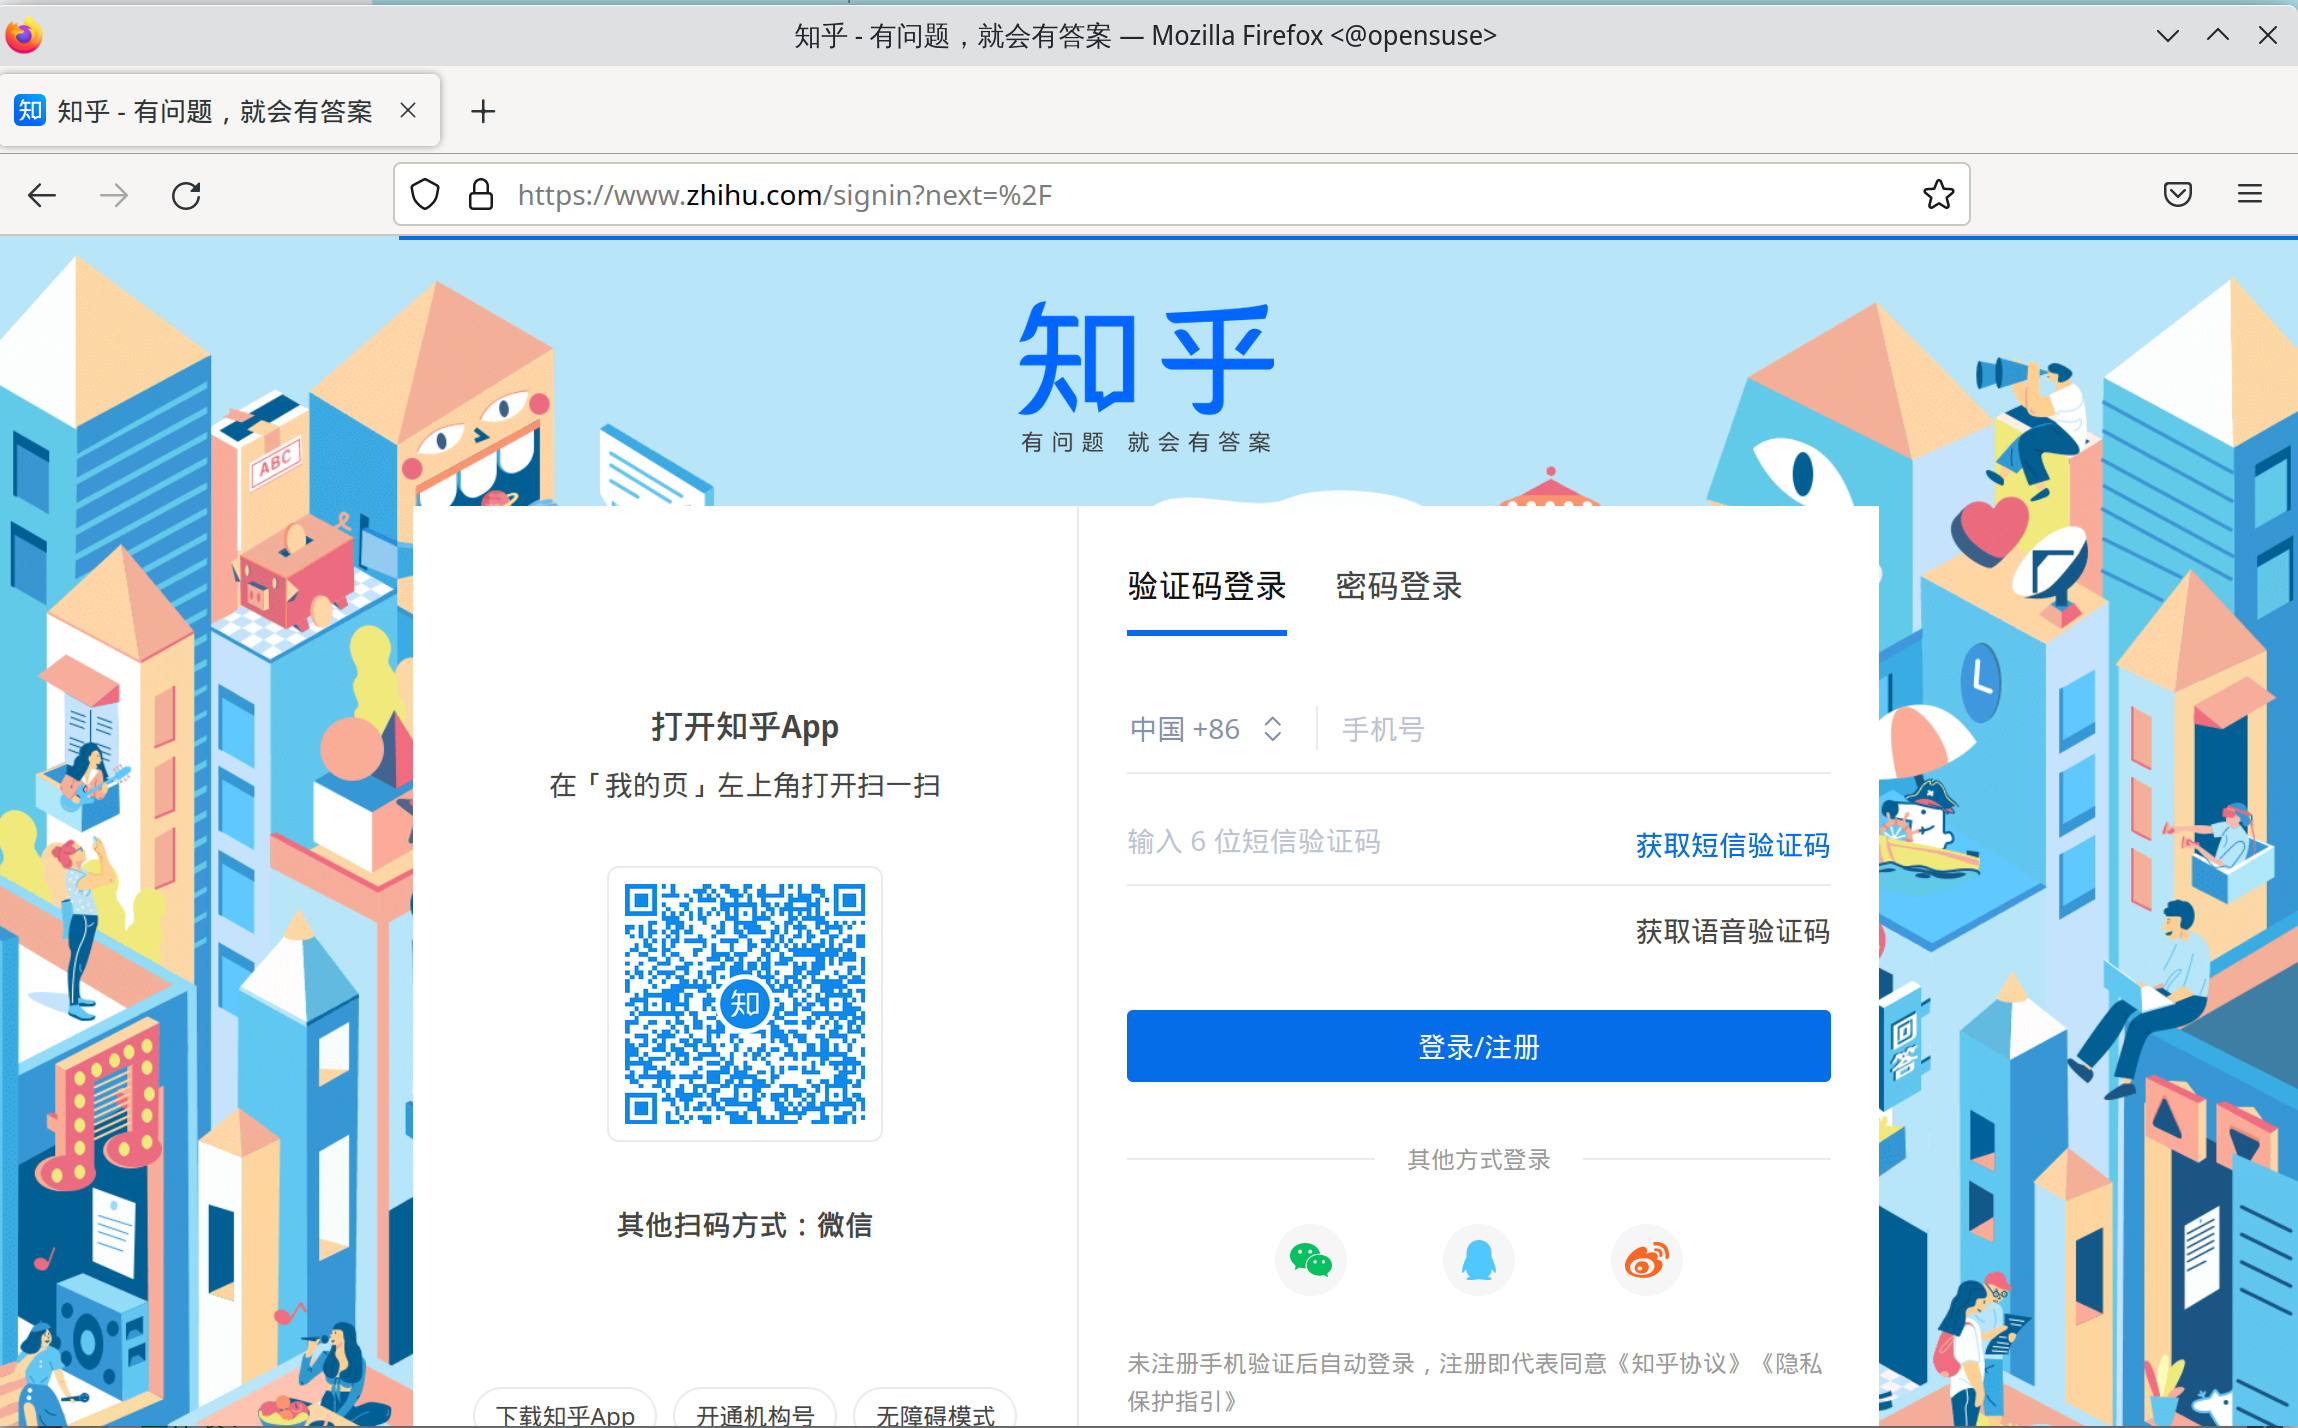 知乎 - 有问题，就会有答案 — Mozilla Firefox <@opensuse>
知 知乎 - 有问题，就会有答案
https://www.zhihu.com/signin?next=%2F
知乎
有问题 就会有答案
ABC
验证码登录 密码登录
打开知乎App
在「我的页」左上角打开扫一扫
知
其他扫码方式：微信
下载知乎App 开通机构号 无障碍模式
中国 +86 手机号
输入 6 位短信验证码 获取短信验证码
获取语音验证码
登录/注册
其他方式登录
未注册手机验证后自动登录，注册即代表同意《知乎协议》《隐私
保护指引》
回答